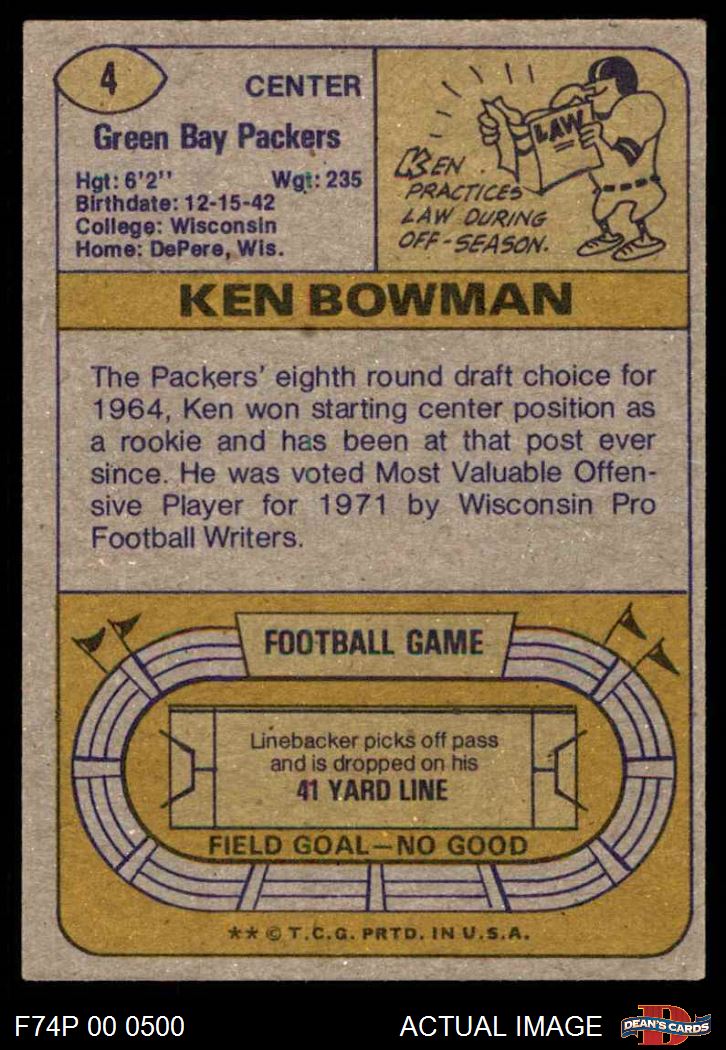 4
CENTER
Green Bay Packers
Hgt: 6'2" Wgt: 235
Birthdate: 12-15-42
College: Wisconsin
Home: DePere, Wis.
LAW
KEN
PRACTICES
LAW DURING
OFF-SEASON.
KEN BOWMAN
The Packers' eighth round draft choice for
1964, Ken won starting center position as
a rookie and has been at that post ever
since. He was voted Most Valuable Offen-
sive Player for 1971 by Wisconsin Pro
Football Writers.
FOOTBALL GAME
Linebacker picks off pass
and is dropped on his
41 YARD LINE
FIELD GOAL—NO GOOD
** © T.C.G. PRTD. IN U.S.A.
F74P 00 0500
ACTUAL IMAGE
D
DEAN'S CARDS